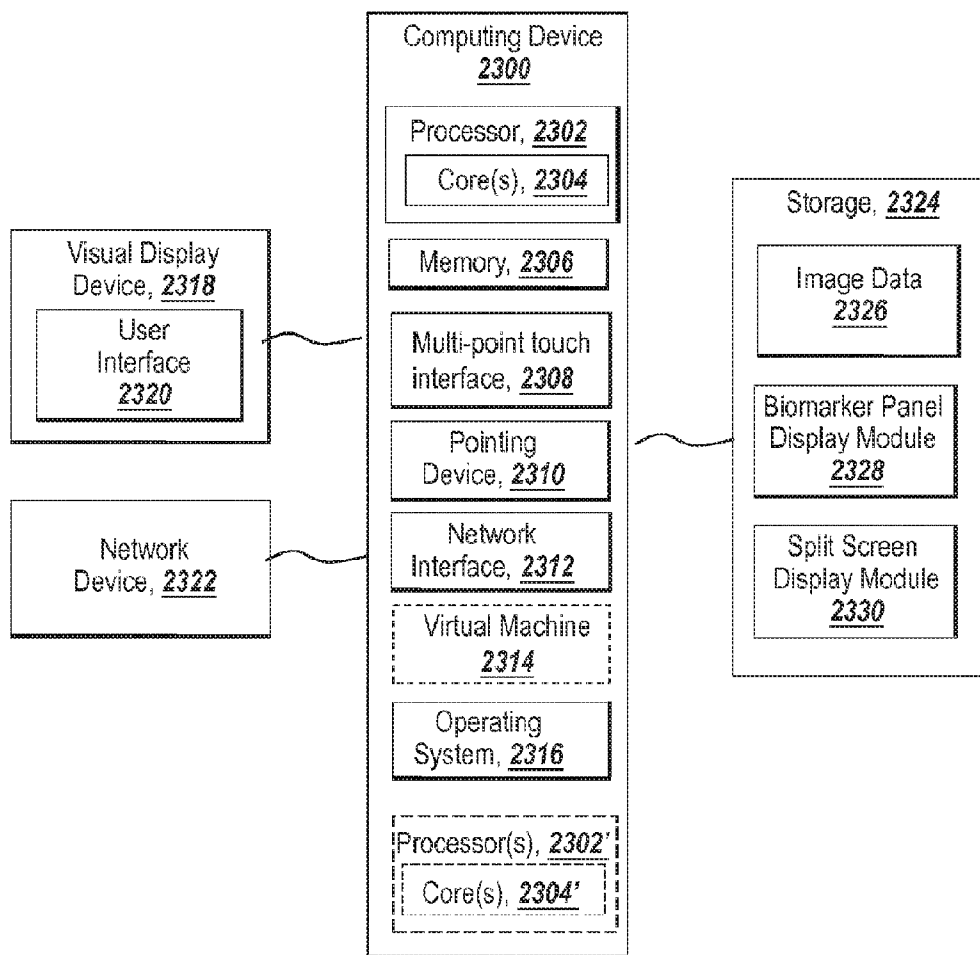 Computing Device
2300
Processor, 2302
Core(s), 2304
Memory, 2306
Multi-point touch
interface, 2308
Pointing
Device, 2310
Network
Interface, 2312
Virtual Machine
2314
Operating
System, 2316
Processor(s), 2302'
Core(s), 2304'
Visual Display
Device, 2318
User
Interface
2320
Network
Device, 2322
Storage, 2324
Image Data
2326
Biomarker Panel
Display Module
2328
Split Screen
Display Module
2330